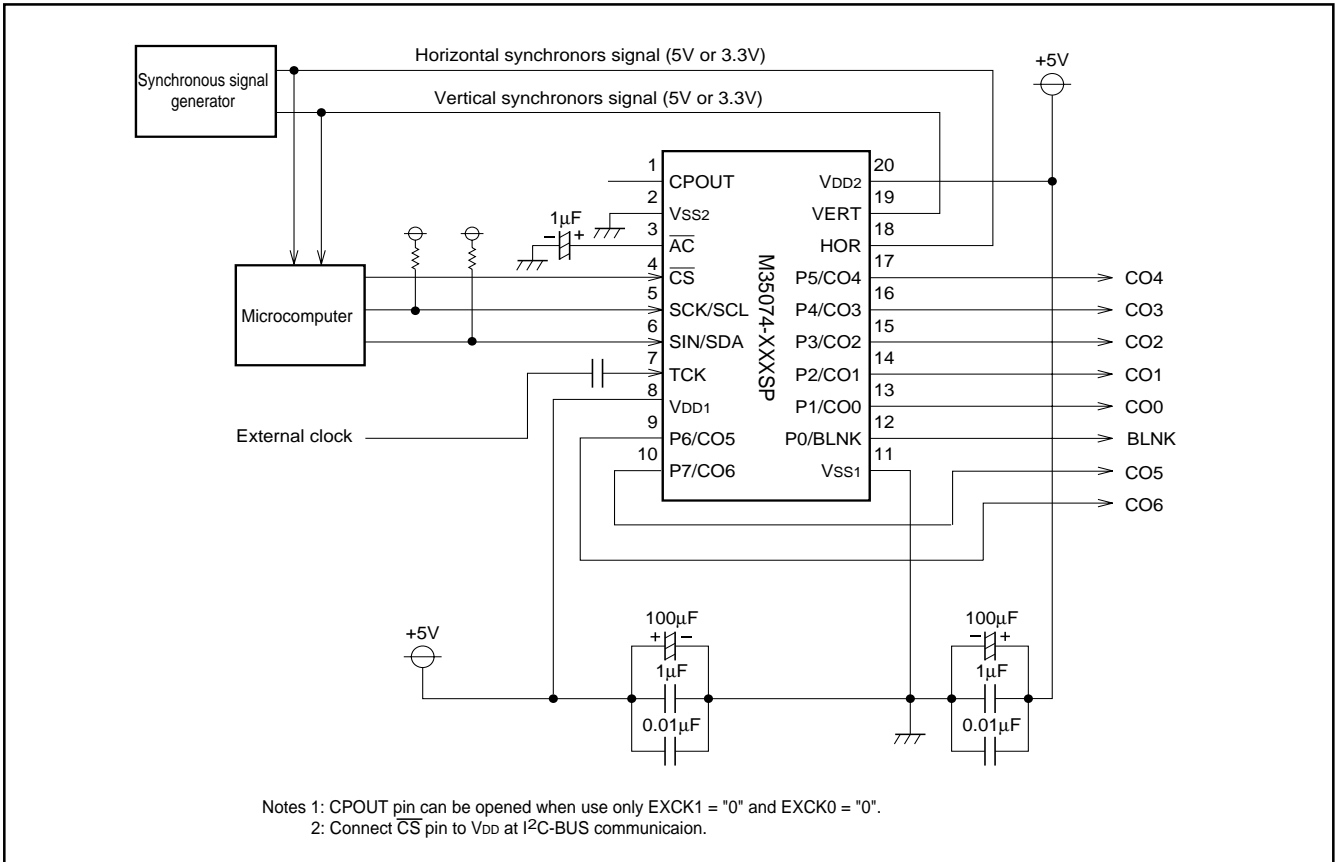 Horizontal synchronors signal (5V or 3.3V)
+5V
Synchronous signal
generator
Vertical synchronors signal (5V or 3.3V)
1
CPOUT
2
VSS2
3
AC
4
CS
5
SCK/SCL
6
SIN/SDA
7
TCK
8
VDD1
9
P6/CO5
10
P7/CO6
M35074-XXXSP
20
VDD2
19
VERT
18
HOR
17
P5/CO4
16
P4/CO3
15
P3/CO2
14
P2/CO1
13
P1/CO0
12
P0/BLNK
11
VSS1
1μF
− +
Microcomputer
External clock
CO4
CO3
CO2
CO1
CO0
BLNK
CO5
CO6
+5V
100μF
+ −
1μF
0.01μF
100μF
− +
1μF
0.01μF
Notes 1: CPOUT pin can be opened when use only EXCK1 = "0" and EXCK0 = "0".
2: Connect CS pin to VDD at I2C-BUS communicaion.